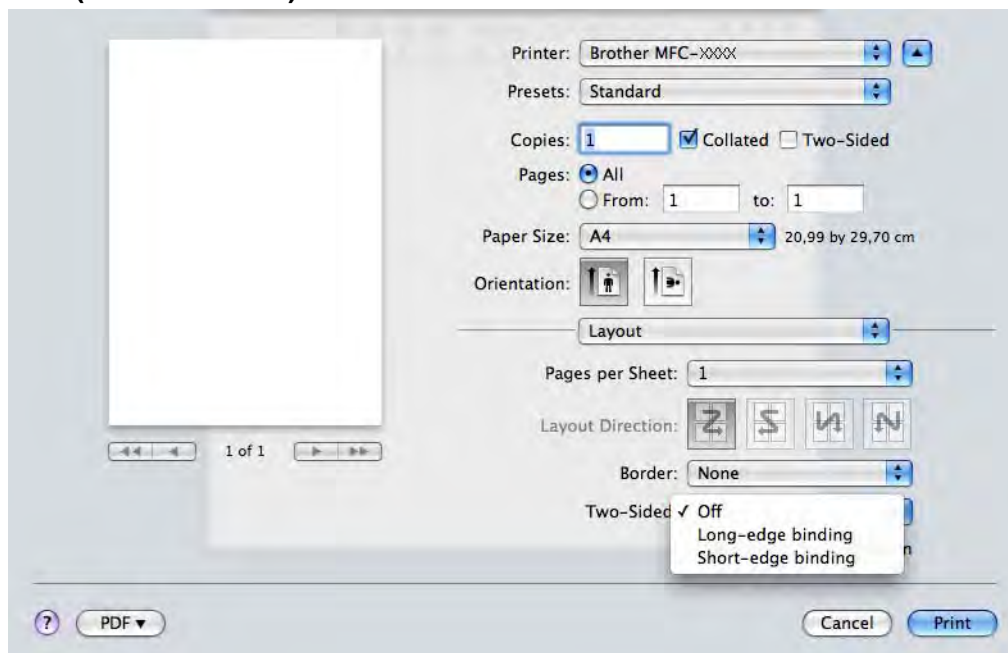 Printer: Brother MFC-XXXX
Presets: Standard
Copies: 1 Collated Two-Sided
Pages: All
From: 1 to: 1
Paper Size: A4 20,99 by 29,70 cm
Orientation:
Layout
Pages per Sheet: 1
Layout Direction:
1 of 1
Border: None
Two-Sided ✓ Off
Long-edge binding
Short-edge binding
? PDF ▼ Cancel Print